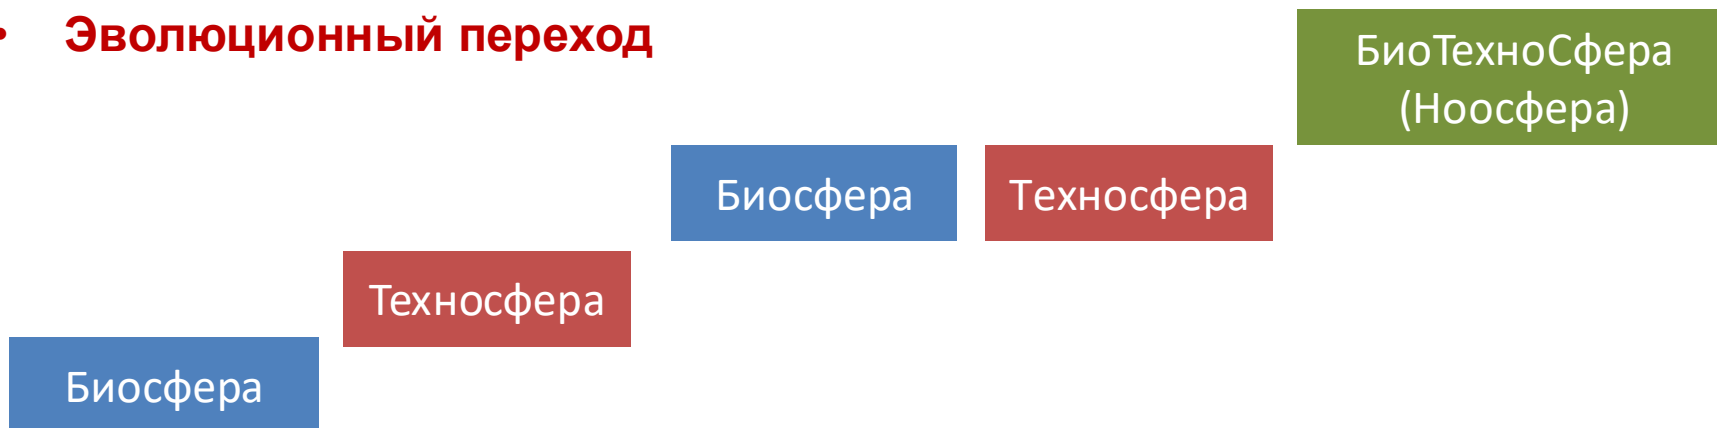 • Эволюционный переход
БиоТехноСфера
(Ноосфера)
Биосфера
Техносфера
Техносфера
Биосфера